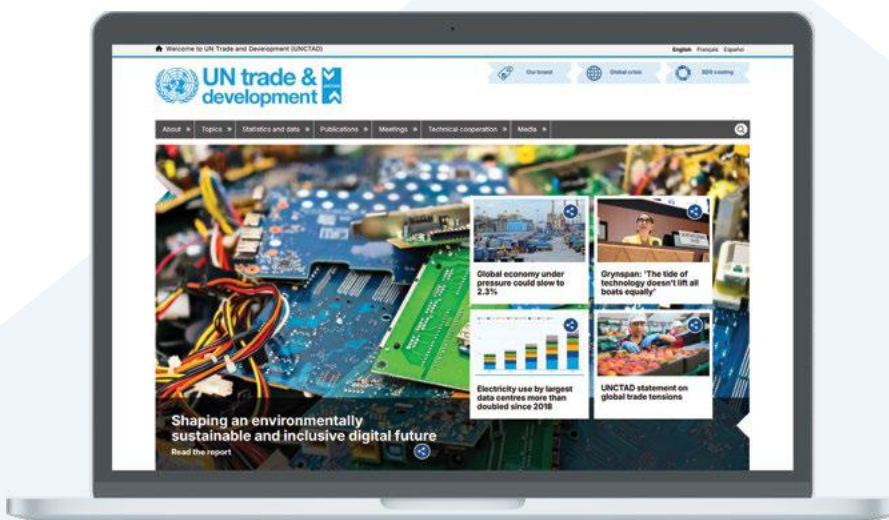 Welcome to UN Trade and Development (UNCTAD)
English Français Español
UN trade &
development
Our brand
Global crisis
SDG costing
About » Topics » Statistics and data » Publications » Meetings » Technical cooperation » Media »
Global economy under
pressure could slow to
2.3%
Grynspan: 'The tide of
technology doesn't lift all
boats equally'
Electricity use by largest
data centres more than
doubled since 2018
UNCTAD statement on
global trade tensions
Shaping an environmentally
sustainable and inclusive digital future
Read the report